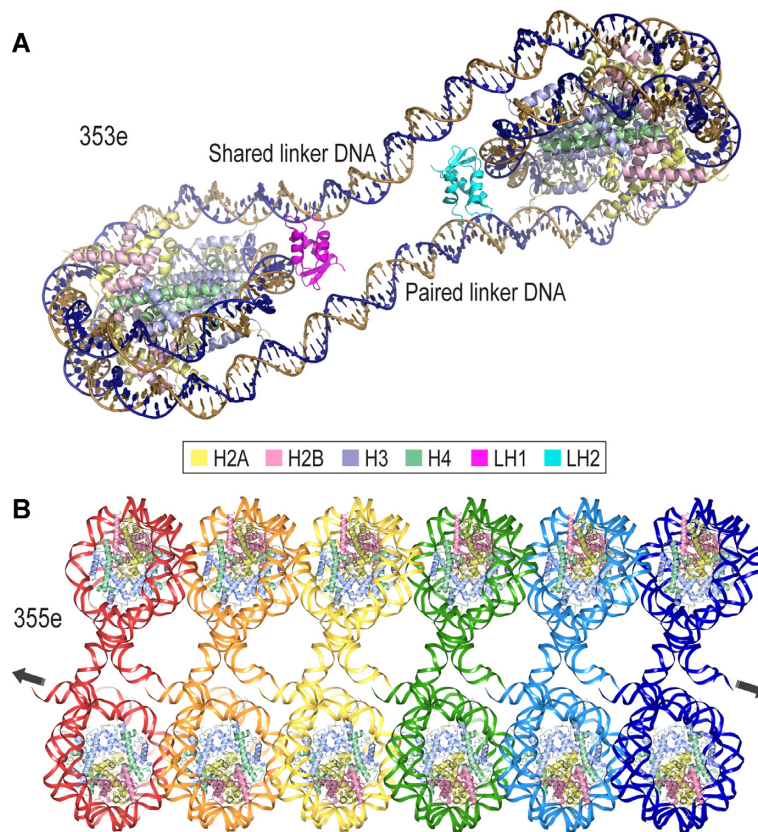 A
353e
Shared linker DNA
Paired linker DNA
H2A H2B H3 H4 LH1 LH2
B
355e